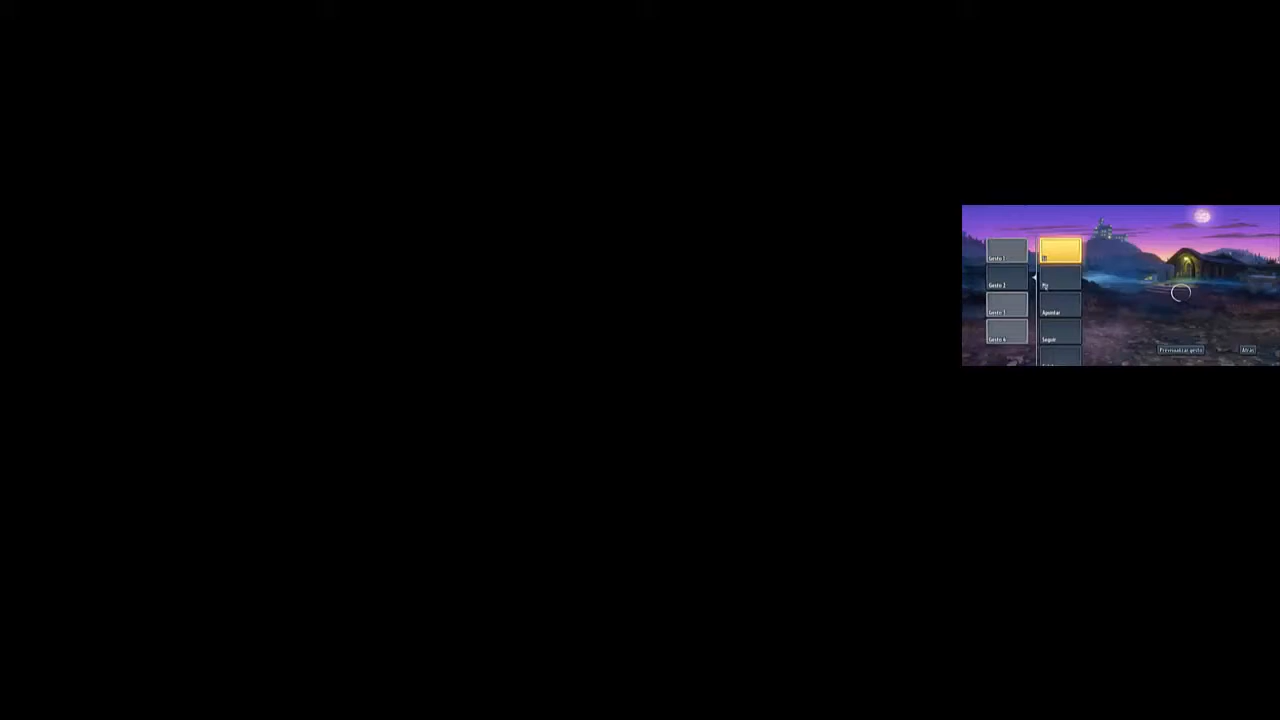 Gesto 1
Gesto 2
Apuntar
Gesto 3
Seguir
Gesto 4
Previsualizar gesto
Atrás